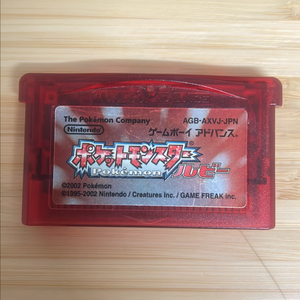 The Pokémon Company
AGB-AXVJ-JPN
Nintendo
ゲームボーイ アドバンス
ポケットモンスター
Pokémon
ルビー
©2002 Pokémon
©1995-2002 Nintendo / Creatures inc. / GAME FREAK inc.